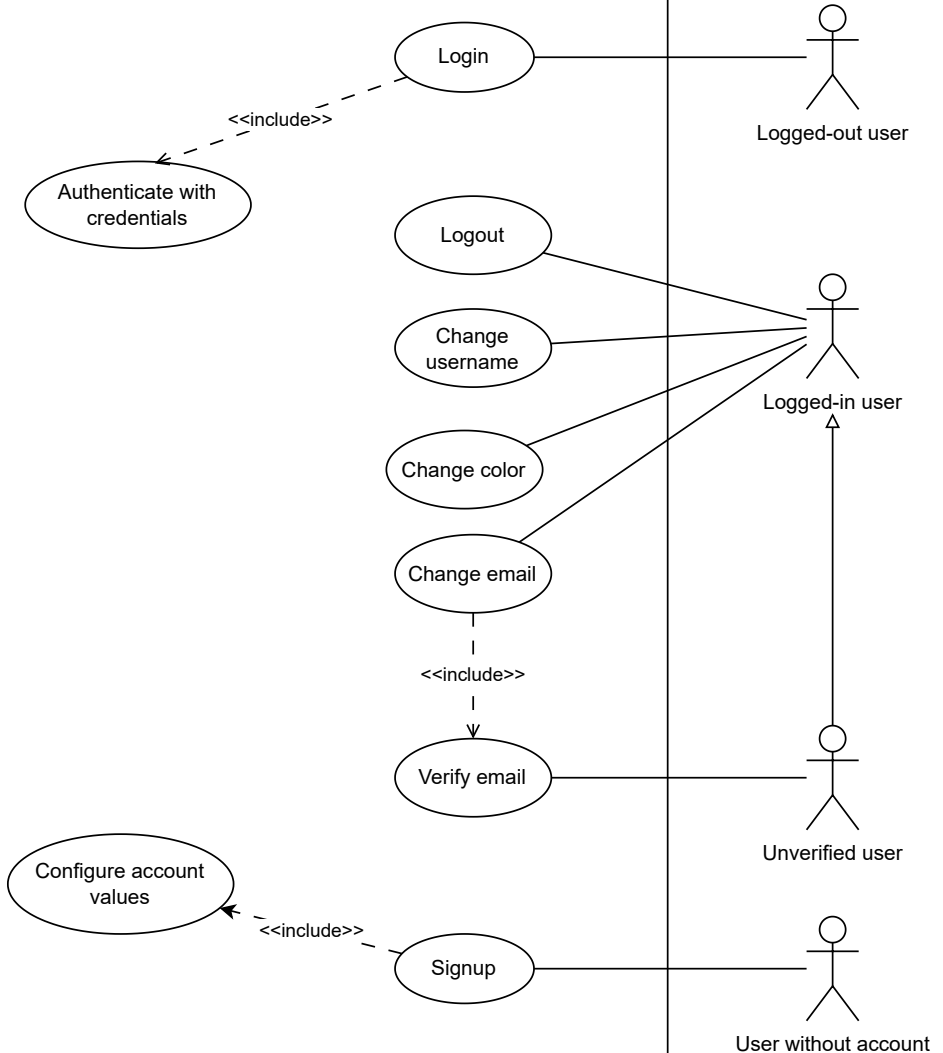 Login
<<include>>
Logged-out user
Authenticate with
credentials
Logout
Change
username
Logged-in user
Change color
Change email
<<include>>
Verify email
Unverified user
Configure account
values
<<include>>
Signup
User without account